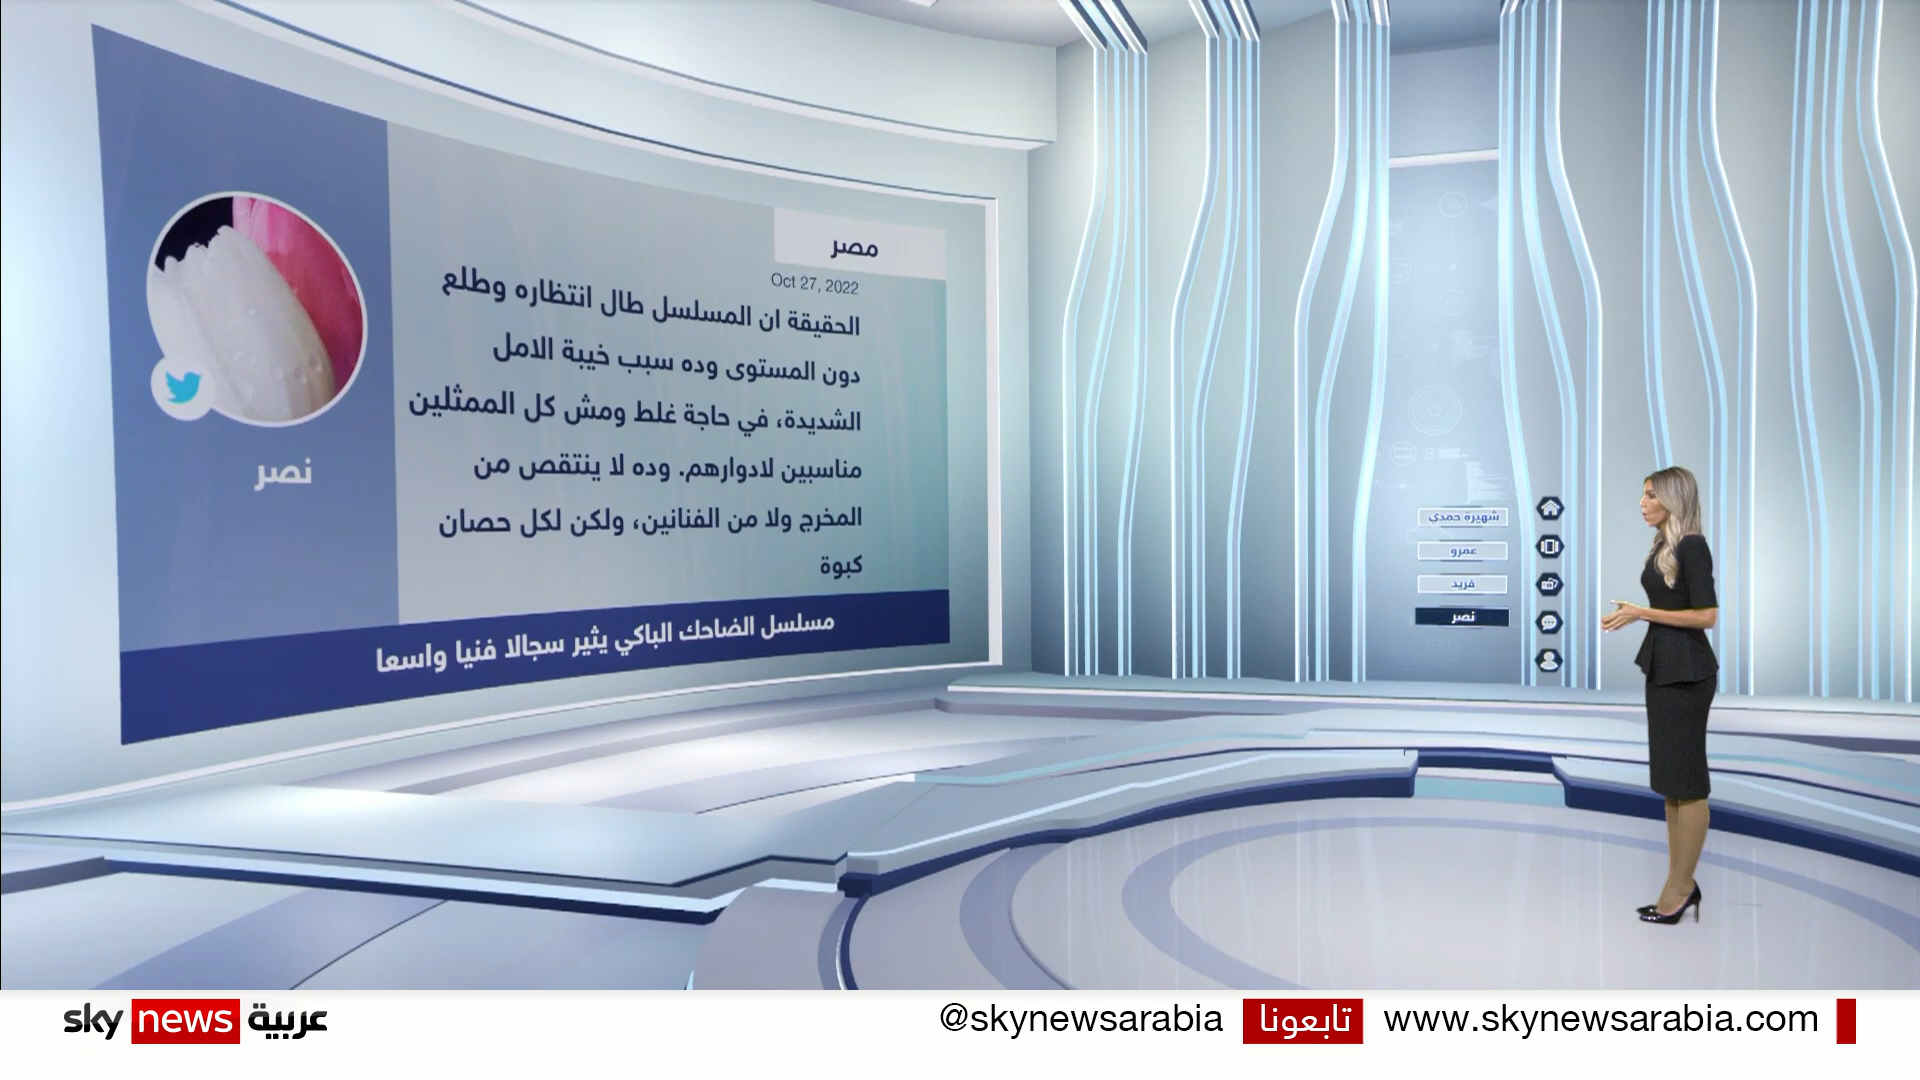 مصر
Oct 27, 2022
الحقيقة ان المسلسل طال انتظاره وطلع
دون المستوى وده سبب خيبة الامل
الشديدة، في حاجة غلط ومش كل الممثلين
مناسبين لادوارهم. وده لا ينتقص من
المخرج ولا من الفنانين، ولكن لكل حصان
كبوة
نصر
مسلسل الضاحك الباكي يثير سجالا فنيا واسعا
شهيرة حمدي
عمرو
فريد
نصر
sky news عربية
@skynewsarabia تابعونا www.skynewsarabia.com